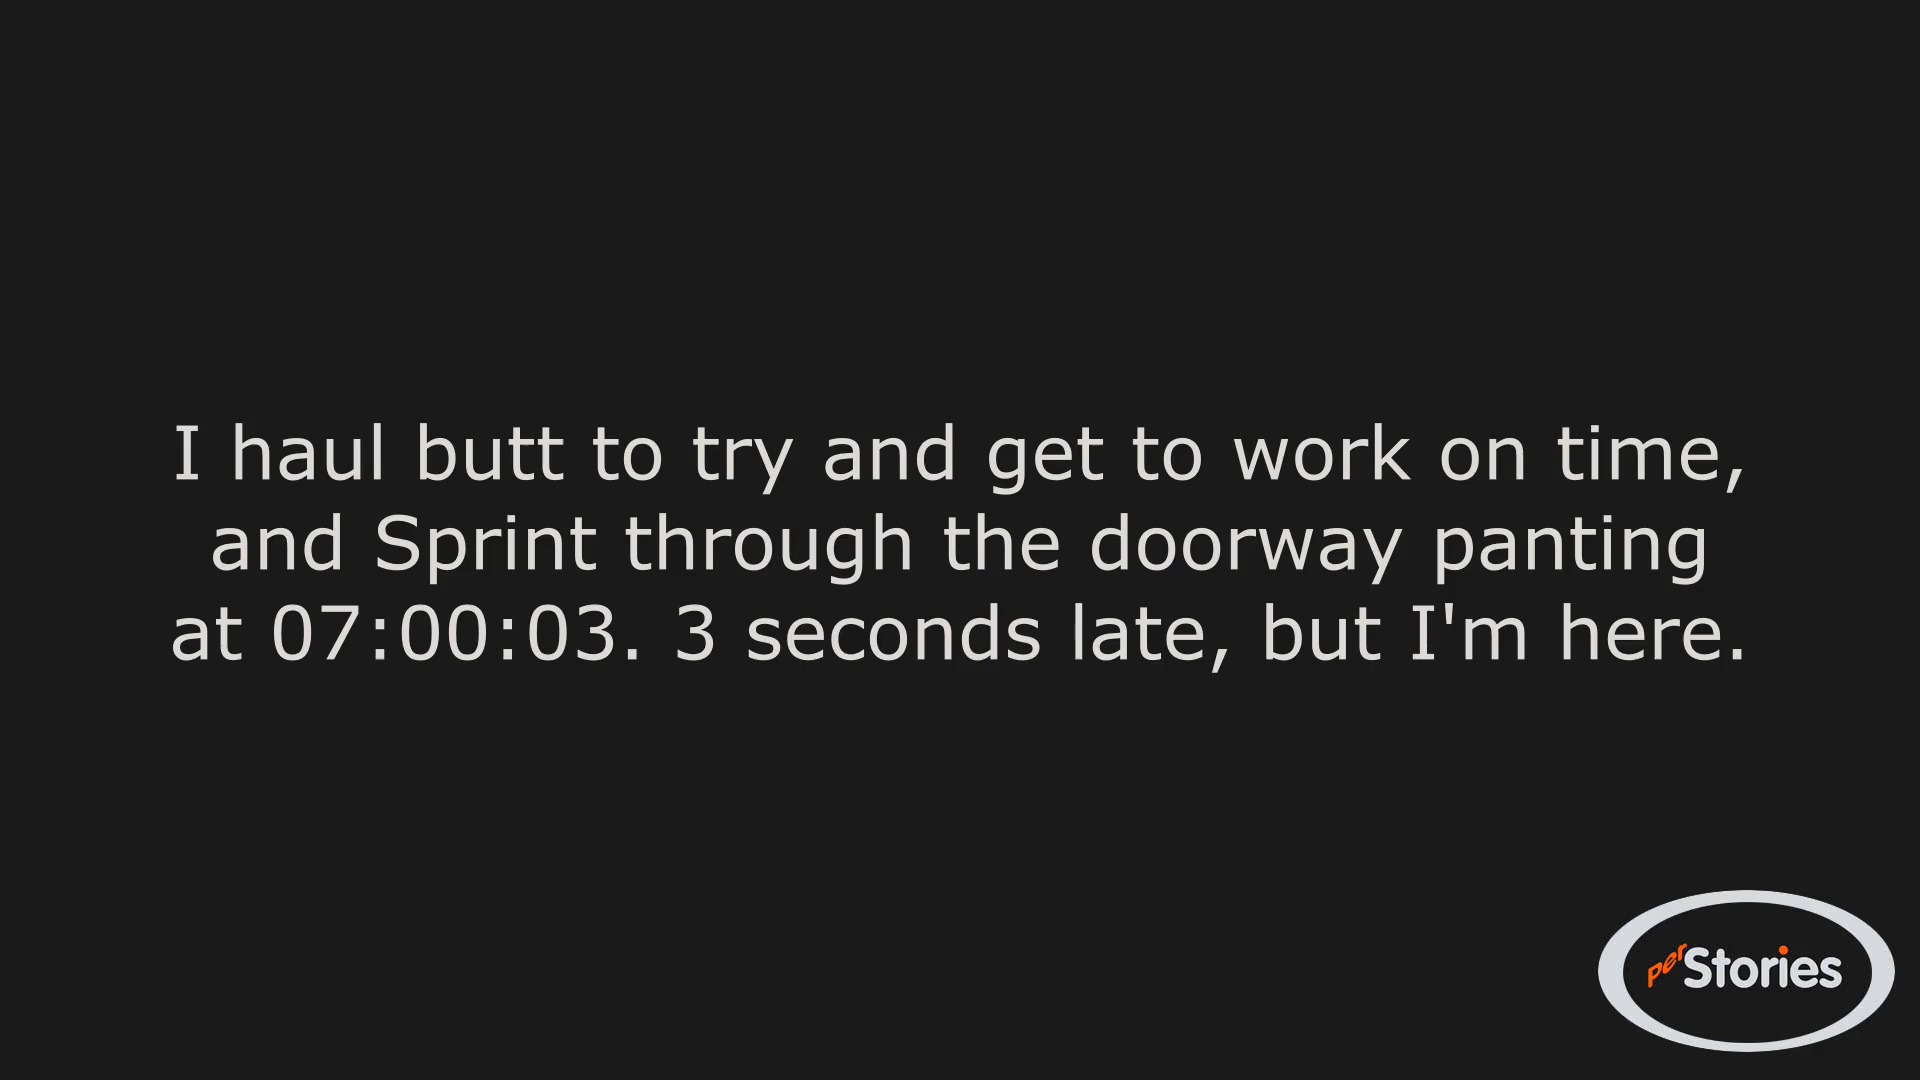 I haul butt to try and get to work on time,
and Sprint through the doorway panting
at 07:00:03. 3 seconds late, but I'm here.
perStories